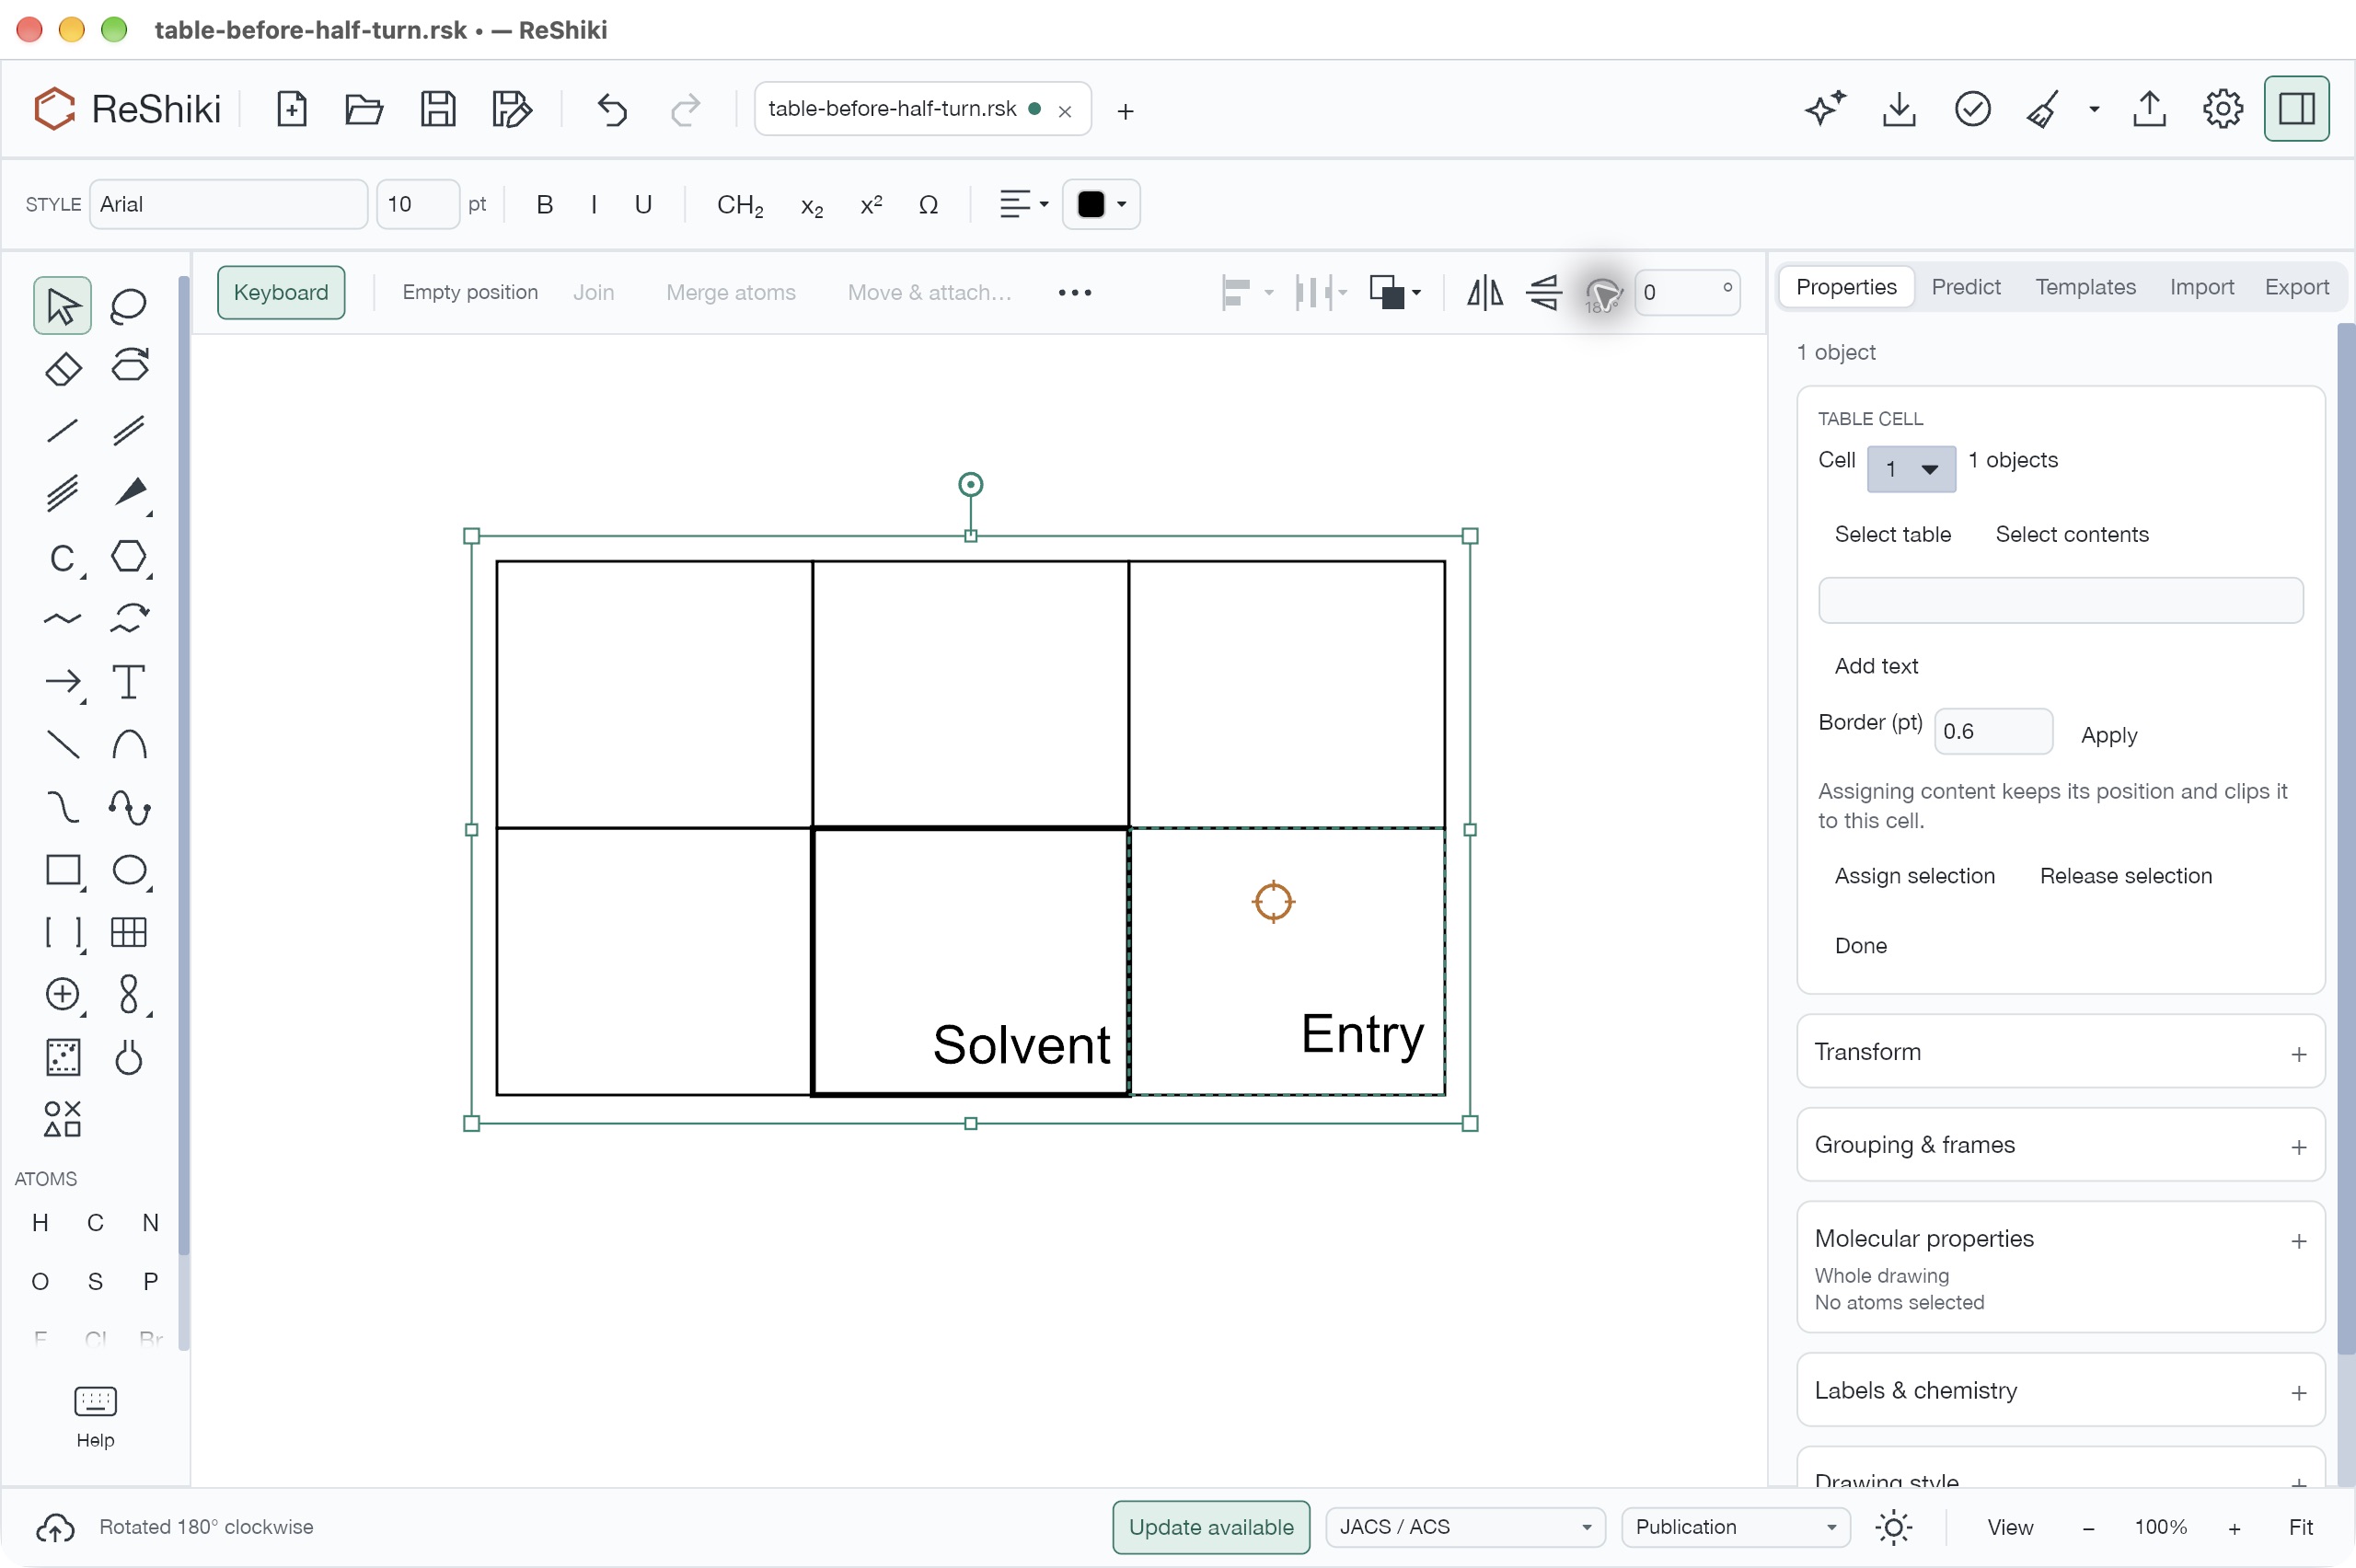 table-before-half-turn.rsk • — ReShiki
ReShiki
table-before-half-turn.rsk
STYLE Arial 10 pt B I U CH₂ x₂ x² Ω
Keyboard Empty position Join Merge atoms Move & attach... 180° 0 °
Properties Predict Templates Import Export
1 object
TABLE CELL
Cell 1 1 objects
Select table Select contents
Add text
Border (pt) 0.6 Apply
Assigning content keeps its position and clips it
to this cell.
Assign selection Release selection
Done
Transform +
Grouping & frames +
Molecular properties +
Whole drawing
No atoms selected
Labels & chemistry +
Drawing style +
C
T
Solvent
Entry
ATOMS
H C N
O S P
F Cl Br
Help
Rotated 180° clockwise
Update available JACS / ACS Publication View – 100% + Fit